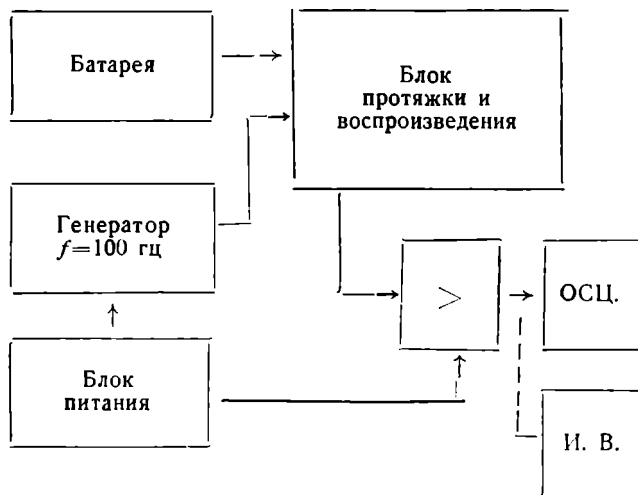 Батарея
Блок
протяжки и
воспроизведения
Генератор
f=100 гц
>
ОСЦ.
Блок
питания
И. В.